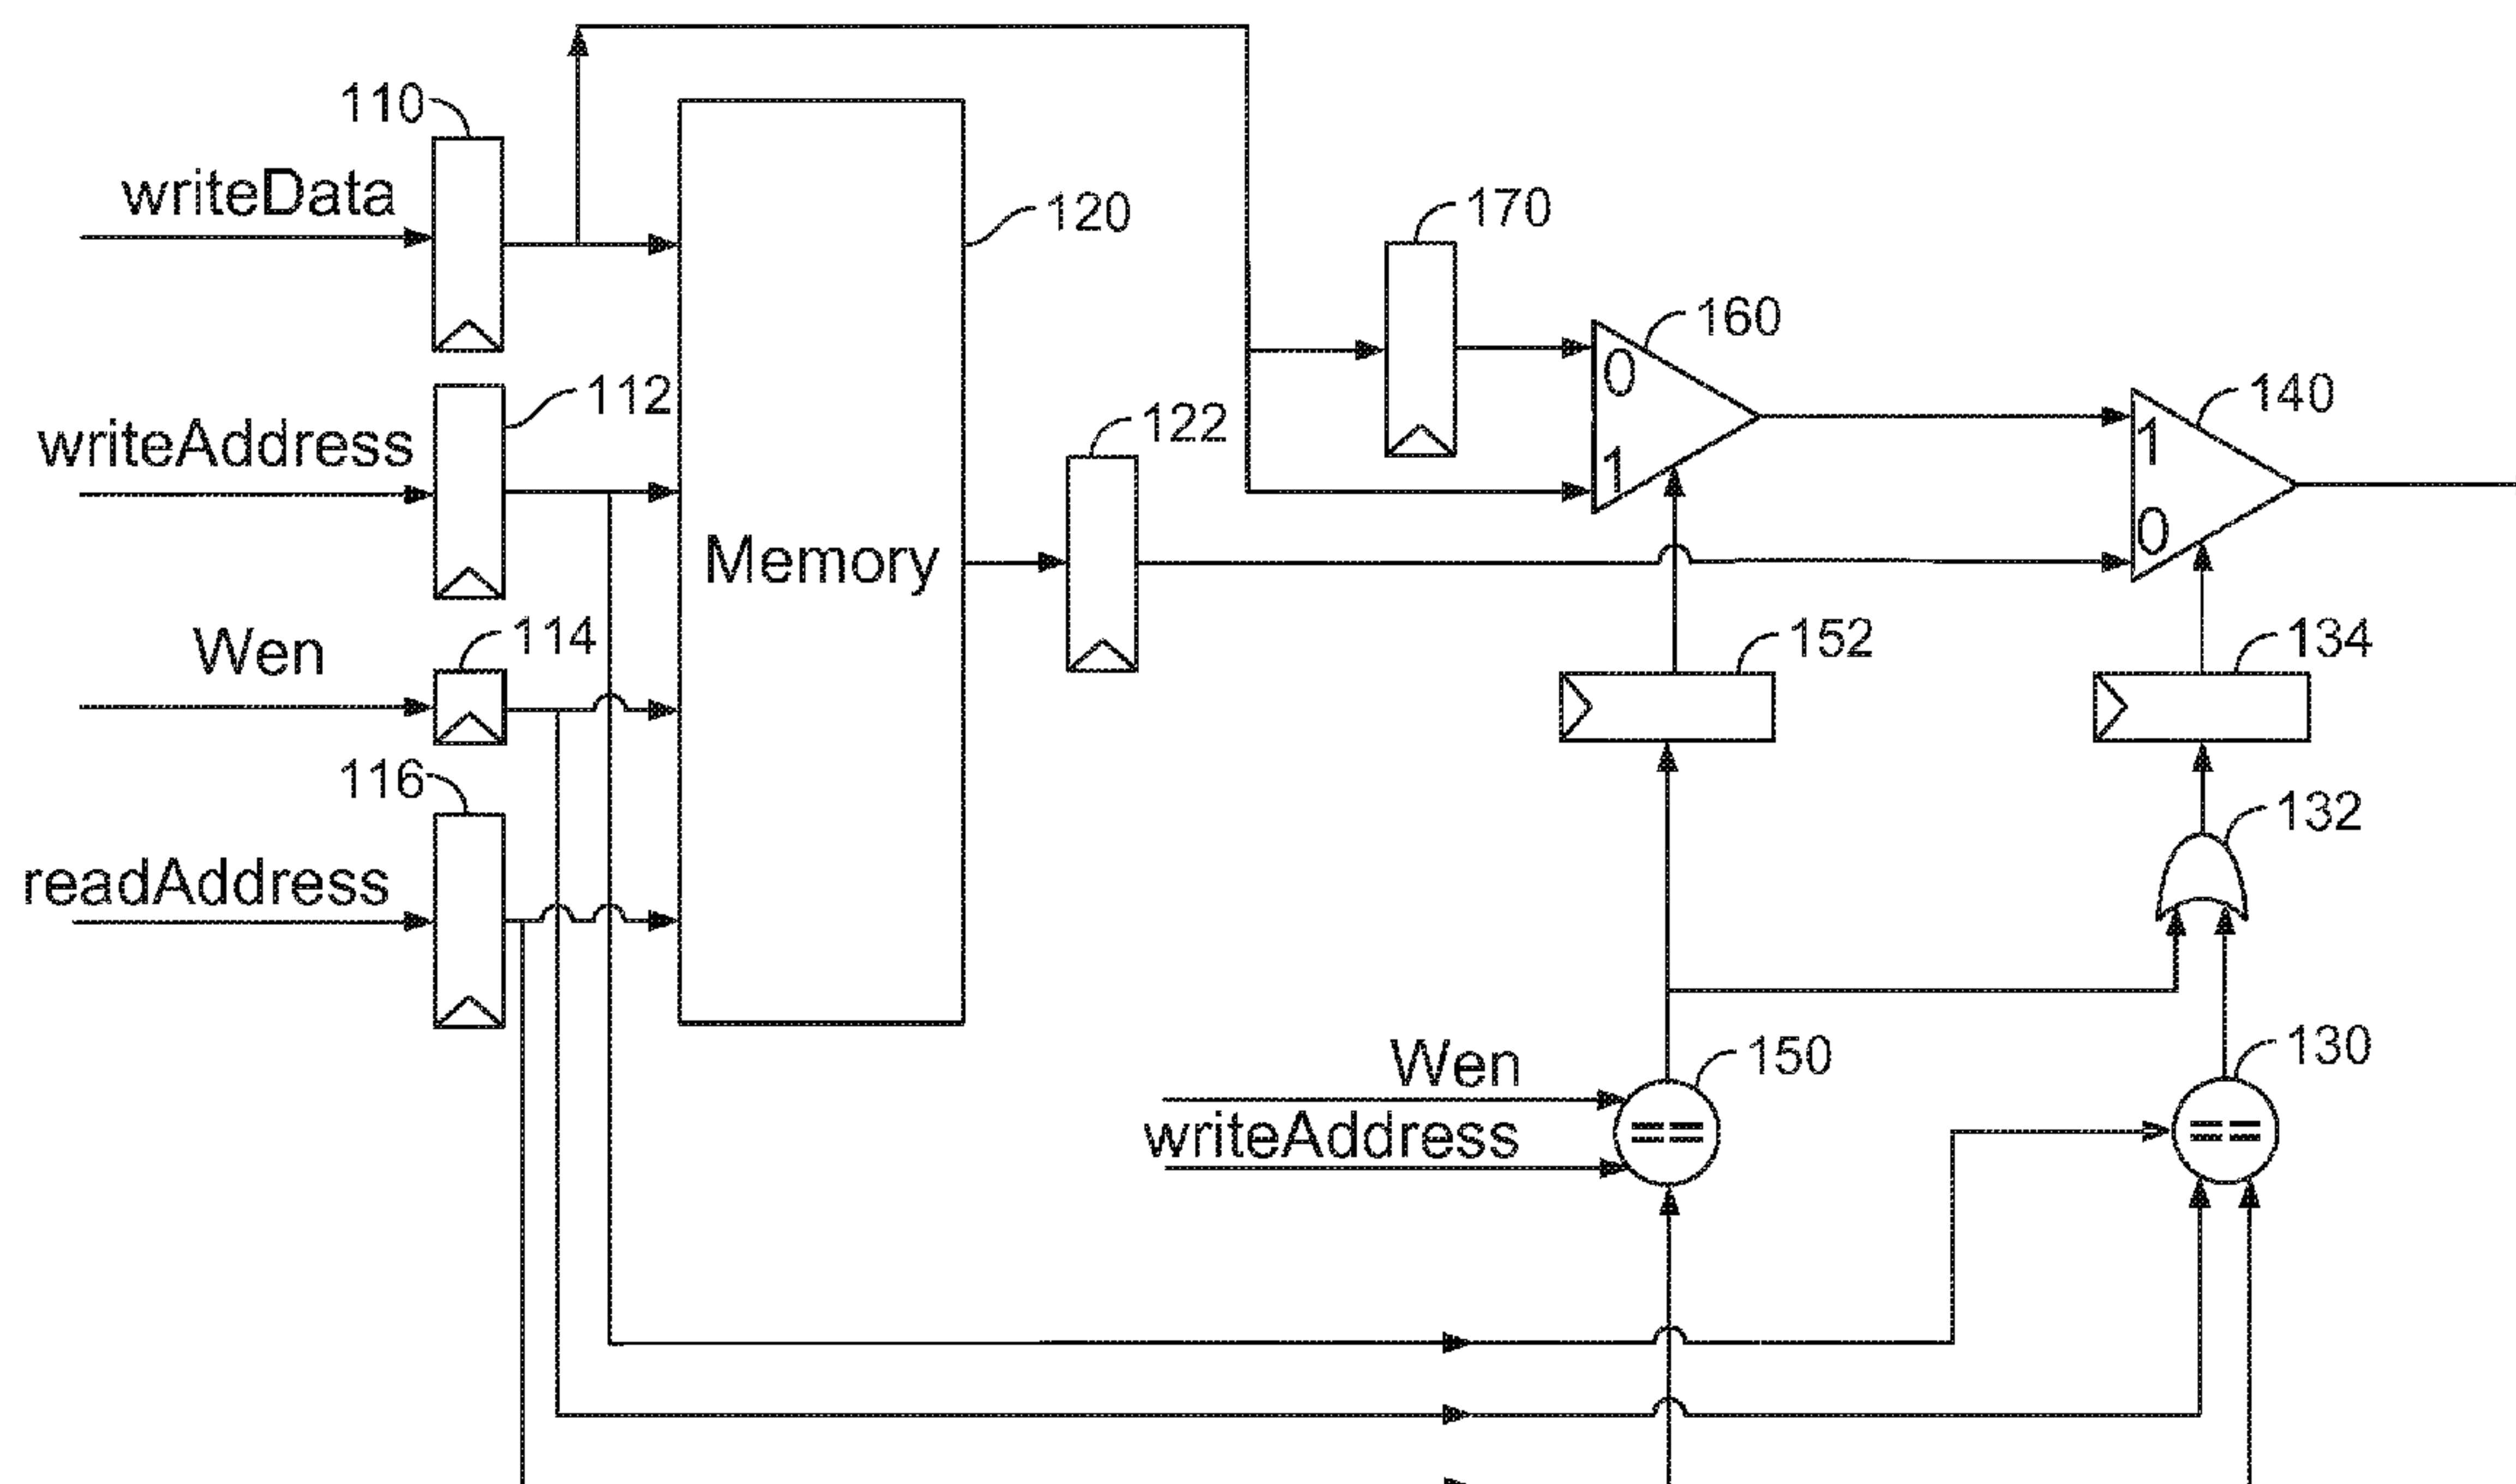 110
writeData
120
170
160
112
writeAddress
122
140
0
1
1
0
Memory
Wen
114
152
134
116
readAddress
132
Wen
150
130
writeAddress
==
==